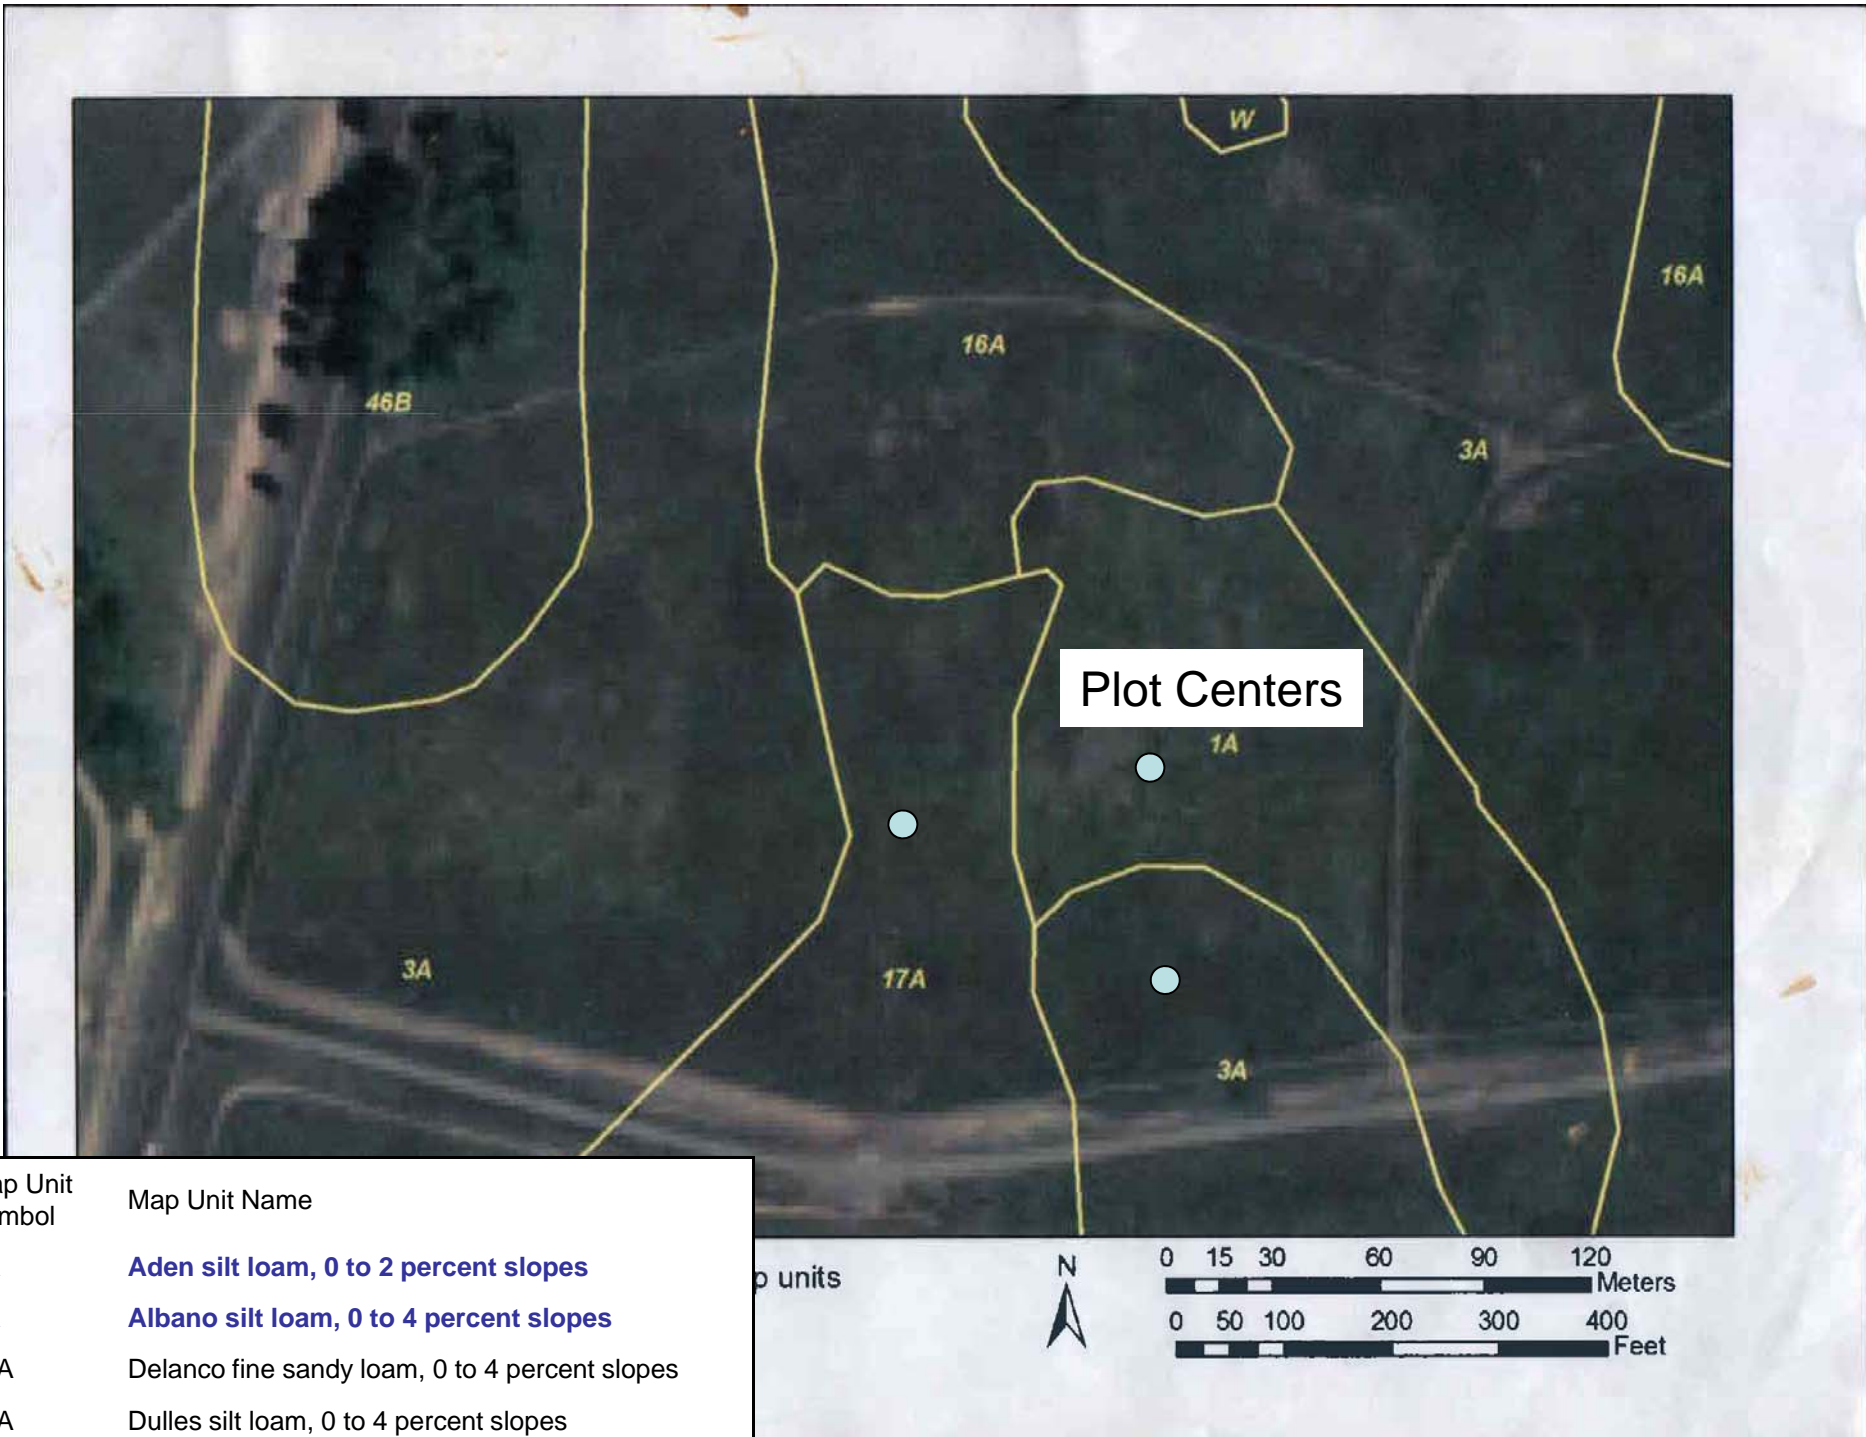 W
16A
16A
46B
3A
Plot Centers
1A
3A
17A
3A
Map Unit Name
Aden silt loam, 0 to 2 percent slopes
Albano silt loam, 0 to 4 percent slopes
A Delanco fine sandy loam, 0 to 4 percent slopes
A Dulles silt loam, 0 to 4 percent slopes
units
N
0 15 30 60 90 120
Meters
0 50 100 200 300 400
Feet